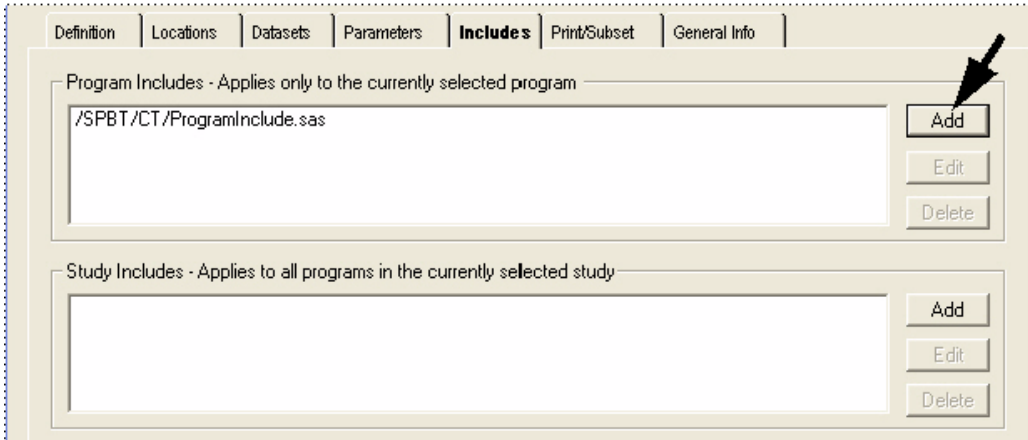 Definition Locations Datasets Parameters Includes Print/Subset General Info
Program Includes - Applies only to the currently selected program
/SPBT/CT/ProgramInclude.sas
Add
Edit
Delete
Study Includes - Applies to all programs in the currently selected study
Add
Edit
Delete